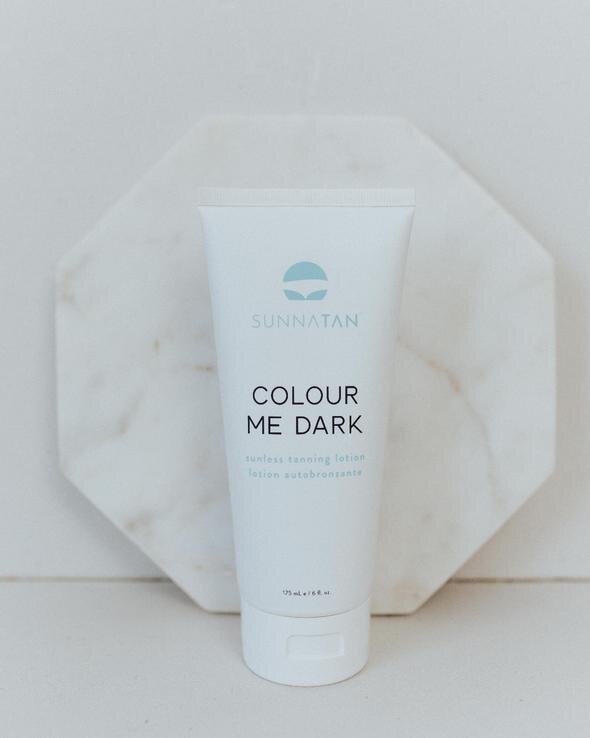 SUNNATAN
COLOUR
ME DARK
sunless tanning lotion
lotion autobronzante
175 mL e / 6 fl. oz.